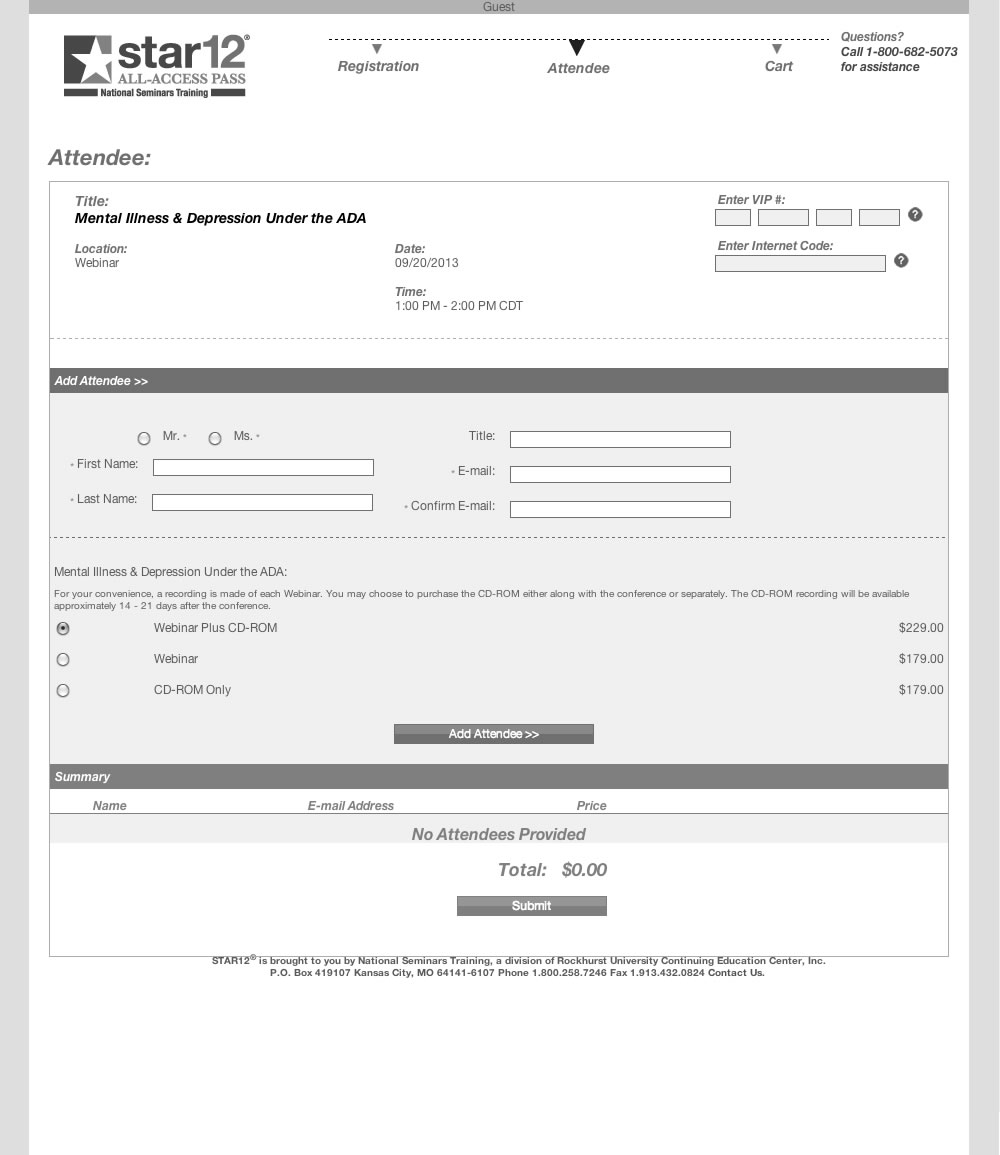 Guest
star12®
ALL-ACCESS PASS
National Seminars Training
Registration
Attendee
Cart
Questions?
Call 1-800-682-5073
for assistance
Attendee:
Title:
Mental Illness & Depression Under the ADA
Enter VIP #:
?
Location:
Webinar
Date:
09/20/2013
Enter Internet Code:
?
Time:
1:00 PM - 2:00 PM CDT
Add Attendee >>
Mr. * Ms. * Title:
* First Name: * E-mail:
* Last Name: * Confirm E-mail:
Mental Illness & Depression Under the ADA:
For your convenience, a recording is made of each Webinar. You may choose to purchase the CD-ROM either along with the conference or separately. The CD-ROM recording will be available
approximately 14 - 21 days after the conference.
Webinar Plus CD-ROM $229.00
Webinar $179.00
CD-ROM Only $179.00
Add Attendee >>
Summary
Name E-mail Address Price
No Attendees Provided
Total: $0.00
Submit
STAR12® is brought to you by National Seminars Training, a division of Rockhurst University Continuing Education Center, Inc.
P.O. Box 419107 Kansas City, MO 64141-6107 Phone 1.800.258.7246 Fax 1.913.432.0824 Contact Us.